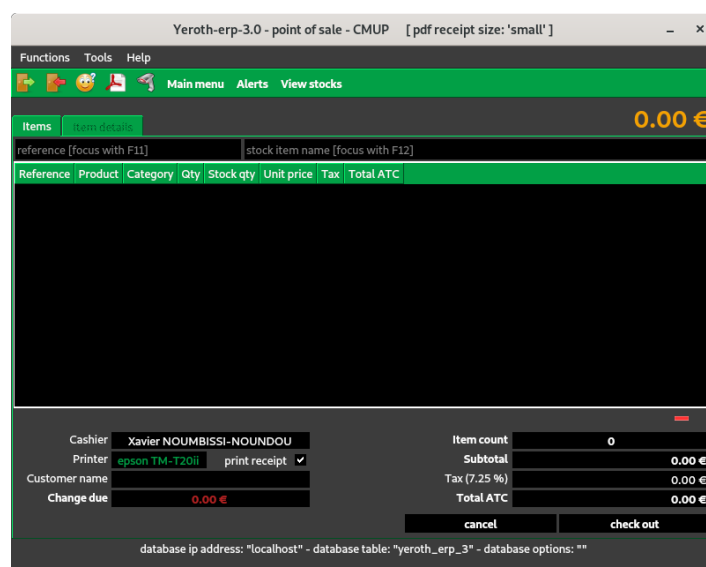 Yeroth-erp-3.0 - point of sale - CMUP [ pdf receipt size: 'small' ]
Functions Tools Help
Main menu Alerts View stocks
0.00 €
Items Item details
reference [focus with F11] stock item name [focus with F12]
Reference Product Category Qty Stock qty Unit price Tax Total ATC
Cashier Xavier NOUMBISSI-NOUNDOU Item count 0
Printer epson TM-T20ii print receipt Subtotal 0.00 €
Customer name Tax (7.25 %) 0.00 €
Change due 0.00 € Total ATC 0.00 €
cancel check out
database ip address: "localhost" - database table: "yeroth_erp_3" - database options: ""